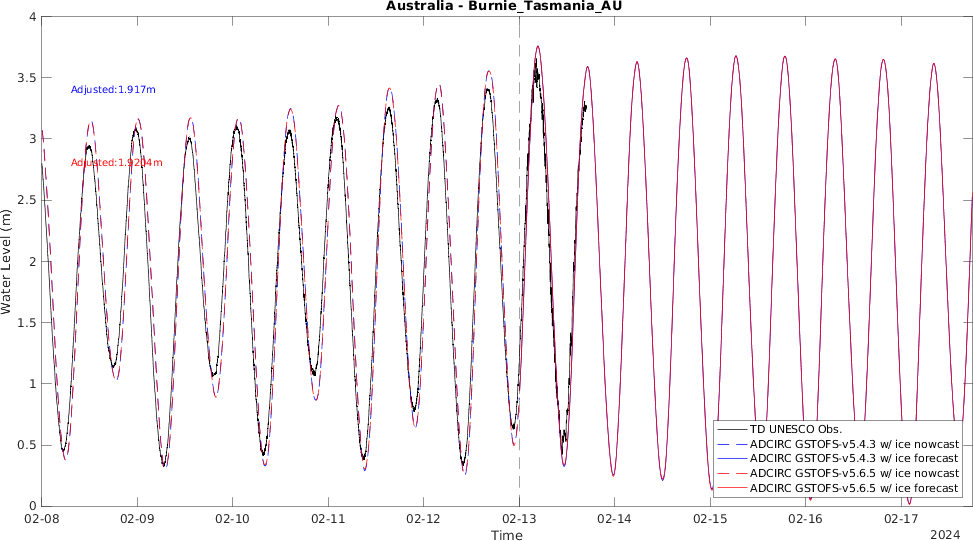 Australia - Burnie_Tasmania_AU
4
3.5
3
2.5
2
1.5
1
0.5
0
Water Level (m)
Adjusted:1.917m
Adjusted:1.9204m
TD UNESCO Obs.
ADCIRC GSTOFS-v5.4.3 w/ ice nowcast
ADCIRC GSTOFS-v5.4.3 w/ ice forecast
ADCIRC GSTOFS-v5.6.5 w/ ice nowcast
ADCIRC GSTOFS-v5.6.5 w/ ice forecast
02-08 02-09 02-10 02-11 02-12 02-13 02-14 02-15 02-16 02-17
Time
2024